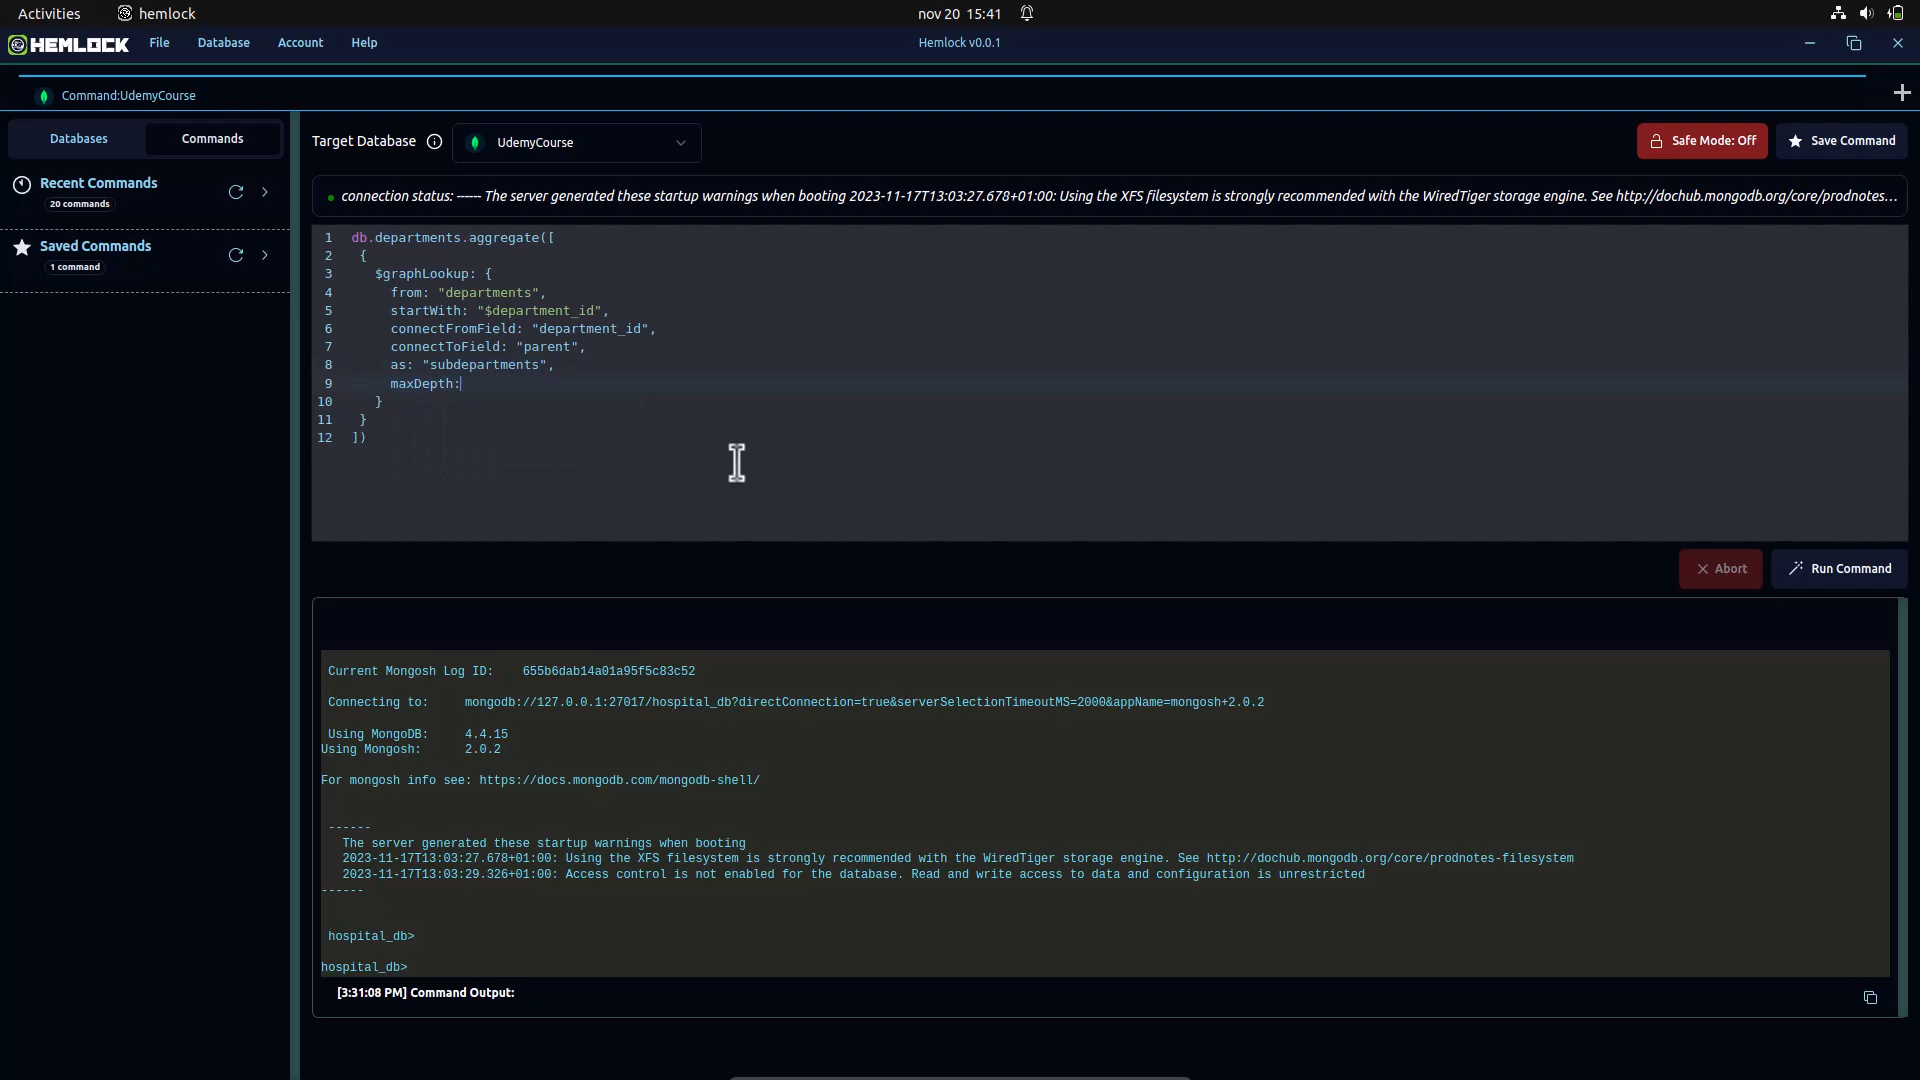 Activities
hemlock
nov 20 15:41
HEMLOCK
File
Database
Account
Help
Hemlock v0.0.1
Command:UdemyCourse
Databases
Commands
Recent Commands
20 commands
Saved Commands
1 command
Target Database
UdemyCourse
Safe Mode: Off
Save Command
connection status: ------ The server generated these startup warnings when booting 2023-11-17T13:03:27.678+01:00: Using the XFS filesystem is strongly recommended with the WiredTiger storage engine. See http://dochub.mongodb.org/core/prodnotes...
1 db.departments.aggregate([
2 {
3 $graphLookup: {
4 from: "departments",
5 startWith: "$department_id",
6 connectFromField: "department_id",
7 connectToField: "parent",
8 as: "subdepartments",
9 maxDepth:
10 }
11 }
12 ])
Abort
Run Command
Current Mongosh Log ID: 655b6dab14a01a95f5c83c52
Connecting to: mongodb://127.0.0.1:27017/hospital_db?directConnection=true&serverSelectionTimeoutMS=2000&appName=mongosh+2.0.2
Using MongoDB: 4.4.15
Using Mongosh: 2.0.2
For mongosh info see: https://docs.mongodb.com/mongodb-shell/
------
The server generated these startup warnings when booting
2023-11-17T13:03:27.678+01:00: Using the XFS filesystem is strongly recommended with the WiredTiger storage engine. See http://dochub.mongodb.org/core/prodnotes-filesystem
2023-11-17T13:03:29.326+01:00: Access control is not enabled for the database. Read and write access to data and configuration is unrestricted
------
hospital_db>
hospital_db>
[3:31:08 PM] Command Output: